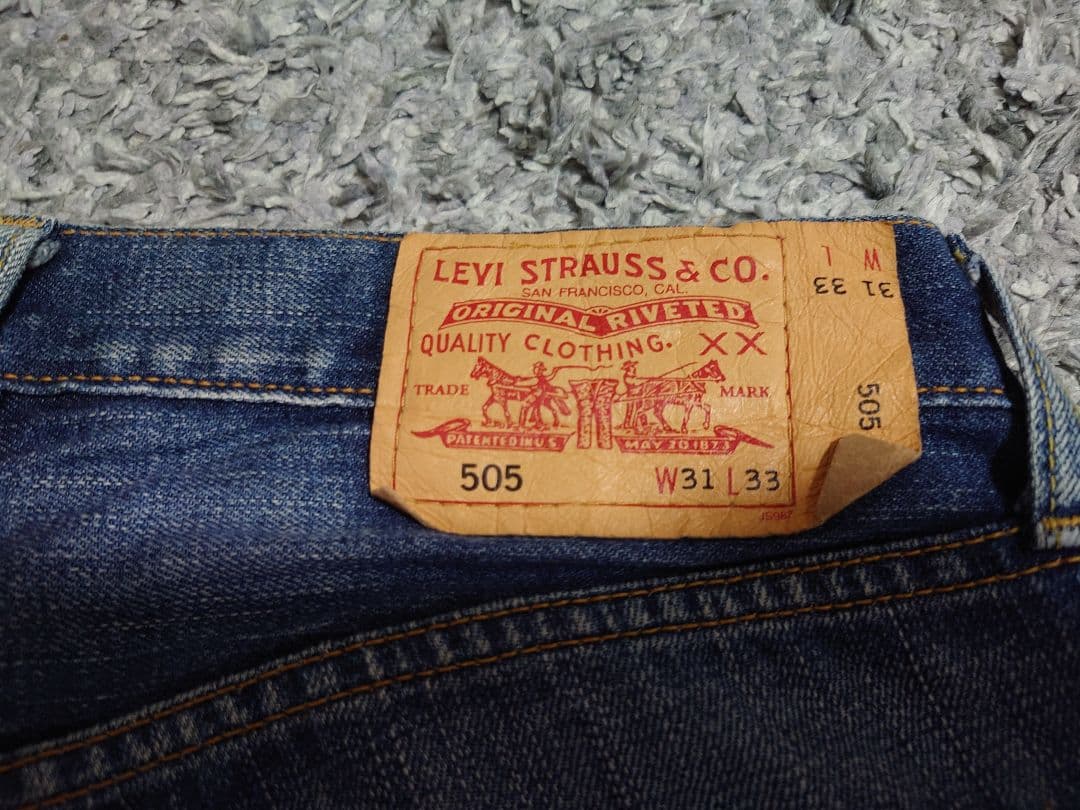 LEVI STRAUSS & CO.
SAN FRANCISCO, CAL.
ORIGINAL RIVETED
QUALITY CLOTHING. XX
TRADE MARK
PATENTED IN U.S. MAY 20 1873
505 W31 L33
W L
31 33
505